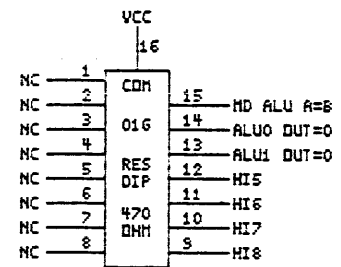 VCC
16
NC 1 COM
NC 2 15 MD ALU A=B
NC 3 016 14 ALU0 OUT=0
NC 4 13 ALU1 OUT=0
NC 5 RES 12 HI5
NC 6 DIP 11 HI6
NC 7 470 10 HI7
NC 8 OHM 9 HI8